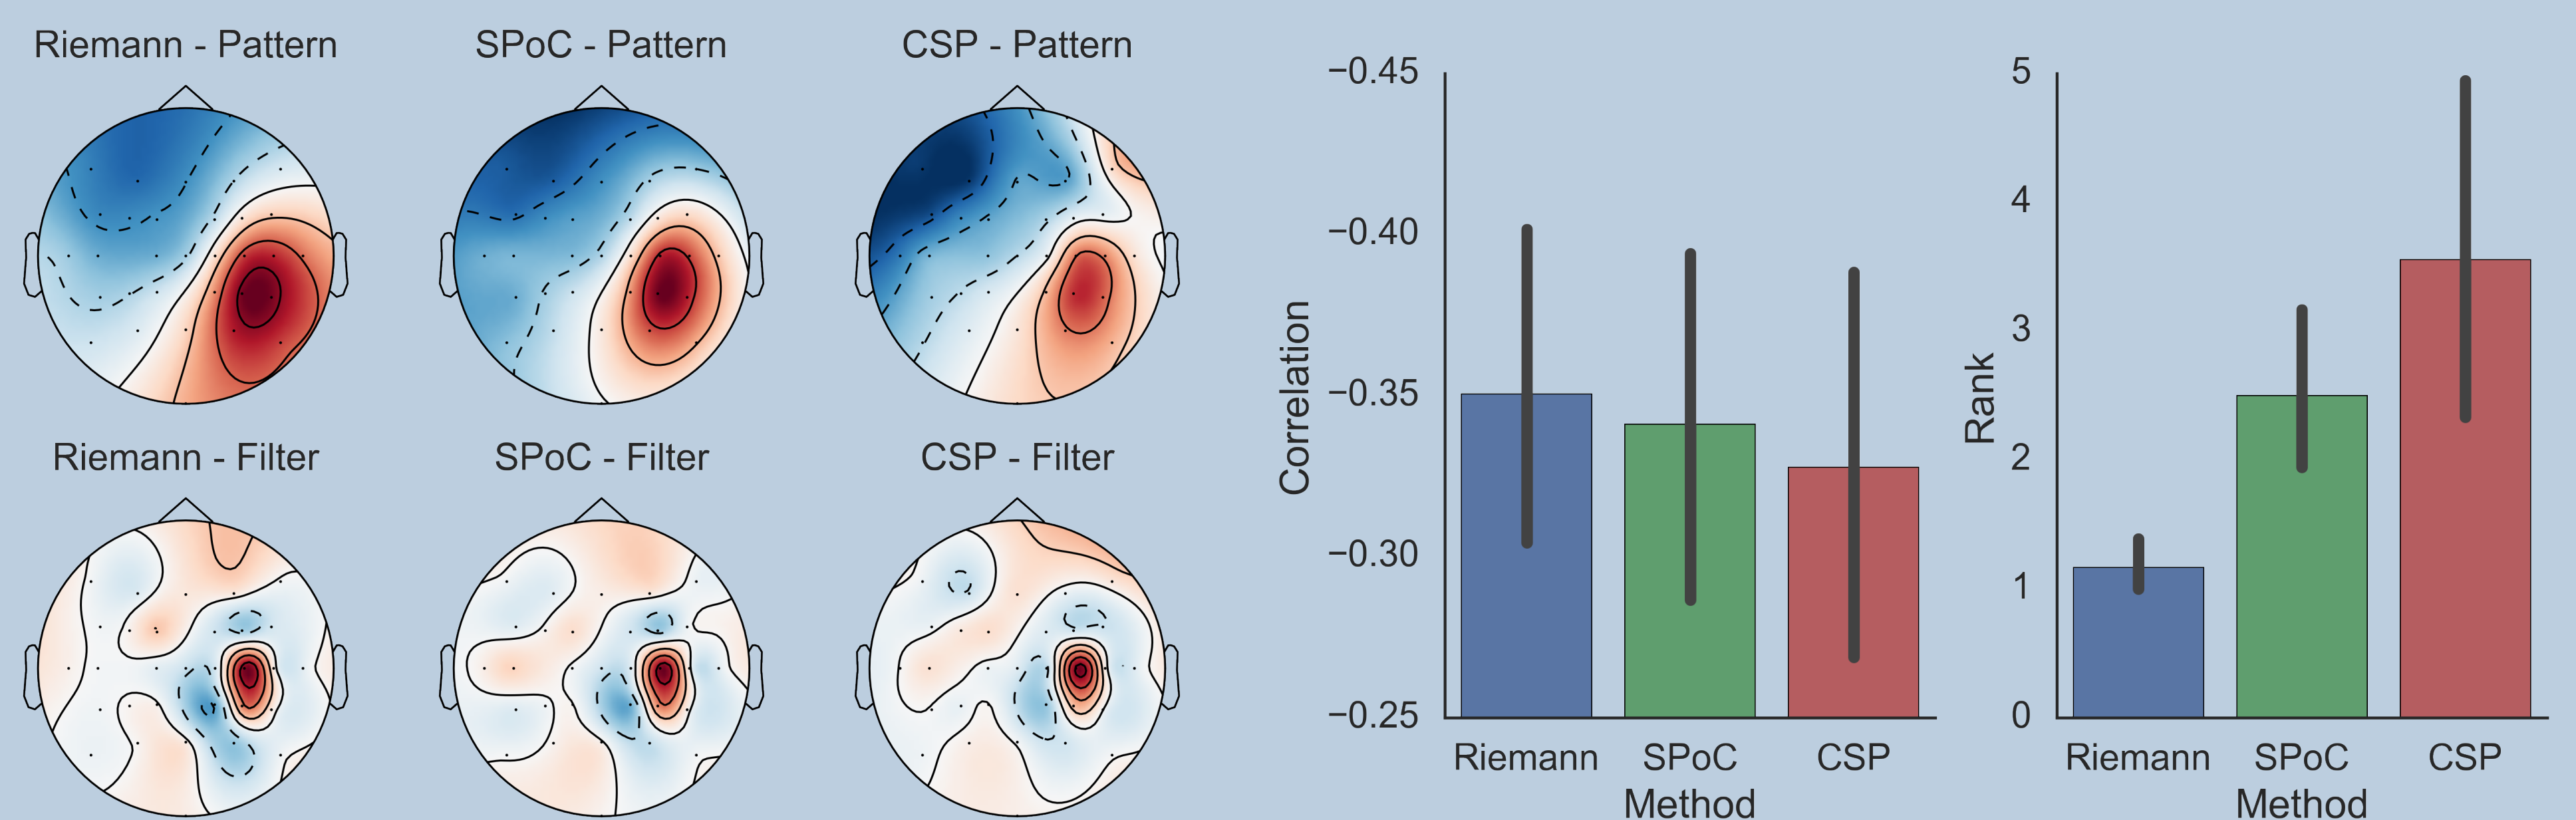 Riemann - Pattern
SPoC - Pattern
CSP - Pattern
Riemann - Filter
SPoC - Filter
CSP - Filter
Correlation
−0.45
−0.40
−0.35
−0.30
−0.25
Riemann
SPoC
CSP
Method
Rank
5
4
3
2
1
0
Riemann
SPoC
CSP
Method